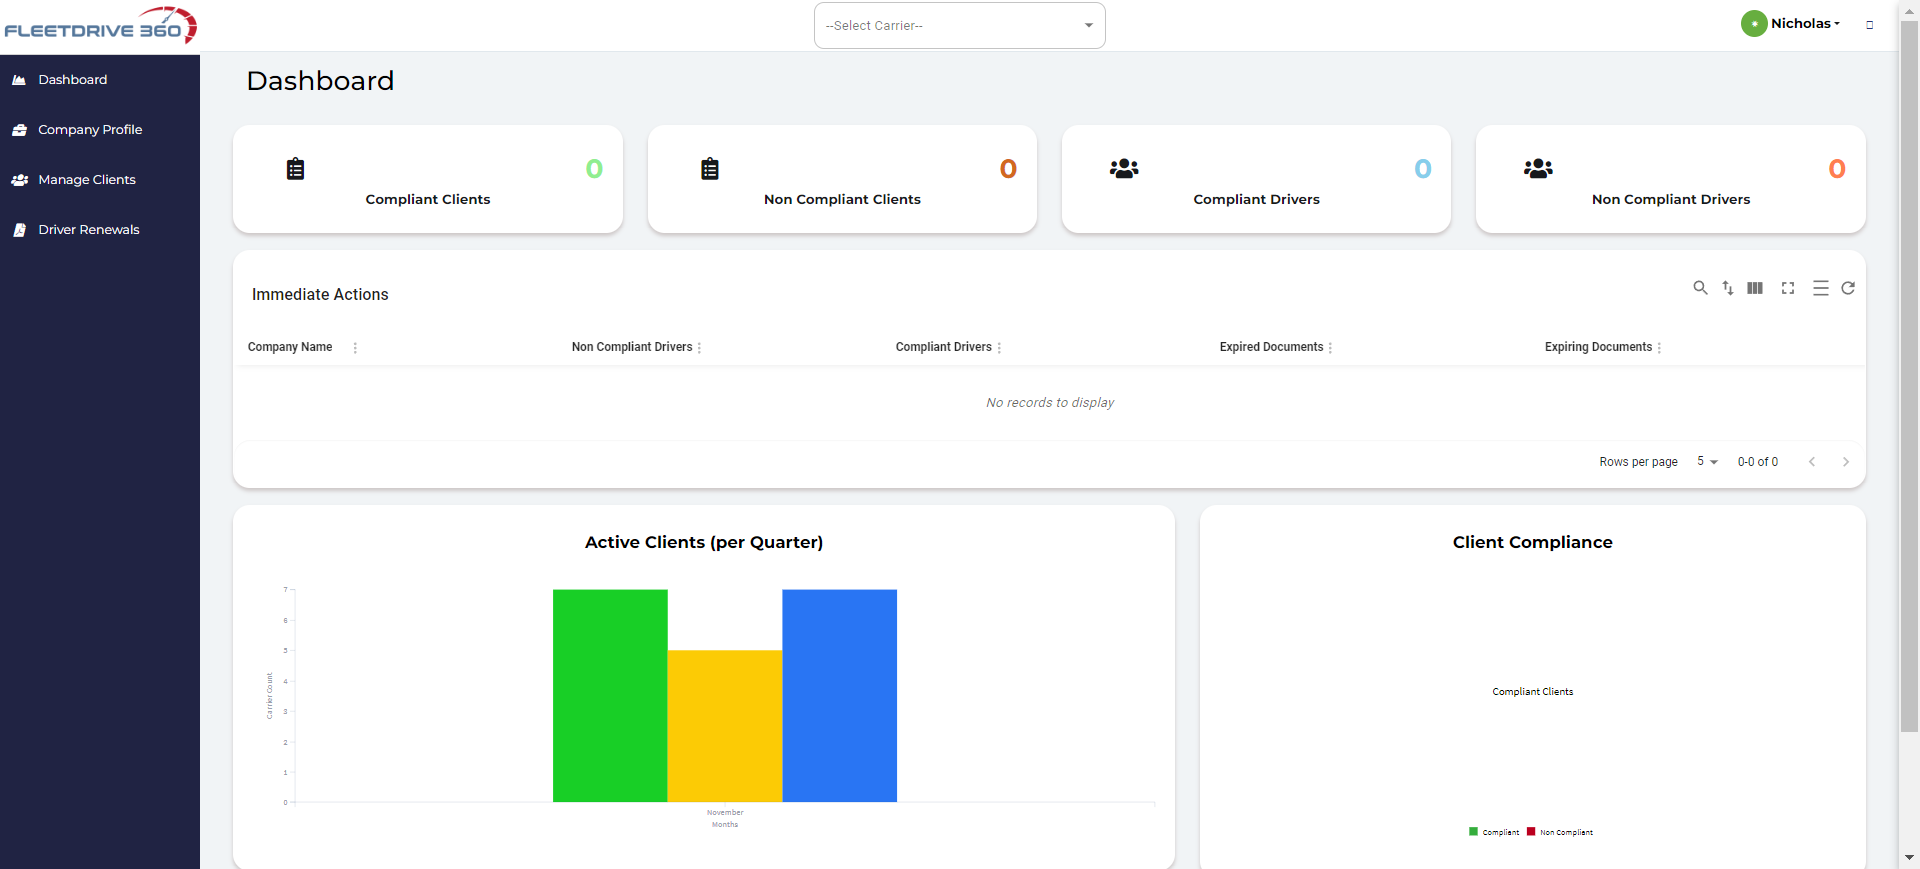 FLEETDRIVE 360
--Select Carrier--
Nicholas
Dashboard
Company Profile
Manage Clients
Driver Renewals
Dashboard
0
Compliant Clients
0
Non Compliant Clients
0
Compliant Drivers
0
Non Compliant Drivers
Immediate Actions
Company Name Non Compliant Drivers Compliant Drivers Expired Documents Expiring Documents
No records to display
Rows per page 5 0-0 of 0
Active Clients (per Quarter)
7
6
5
4
3
2
1
0
Carrier Count
November
Months
Client Compliance
Compliant Clients
Compliant Non Compliant